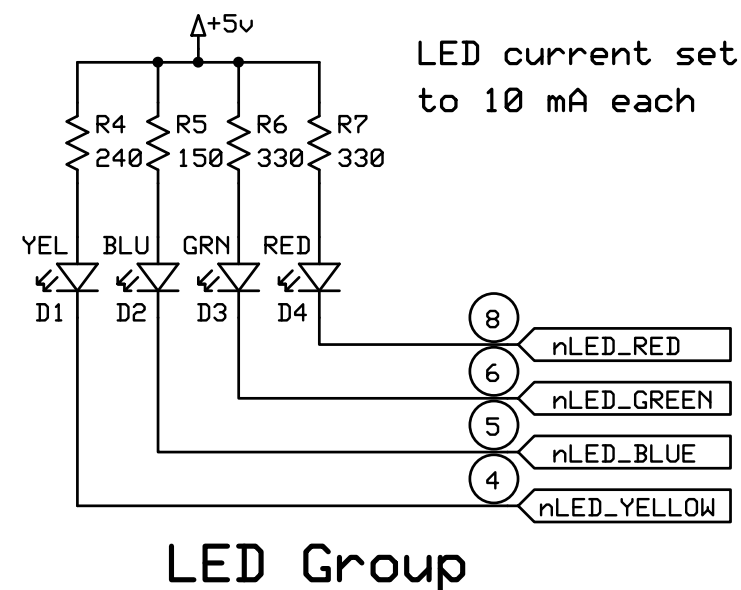 +5v
LED current set
to 10 mA each
R4 R5 R6 R7
240 150 330 330
YEL BLU GRN RED
D1 D2 D3 D4
8
nLED_RED
6
nLED_GREEN
5
nLED_BLUE
4
nLED_YELLOW
LED Group